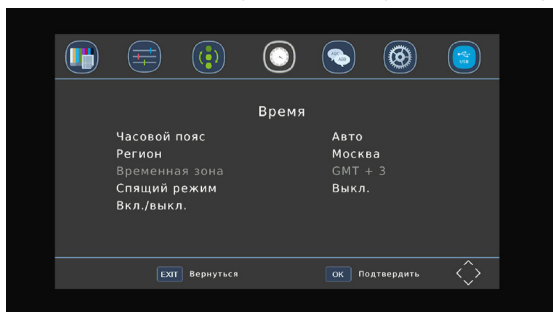 Время
Часовой пояс Авто
Регион Москва
Временная зона GMT + 3
Спящий режим Выкл.
Вкл./выкл.
EXIT Вернуться OK Подтвердить